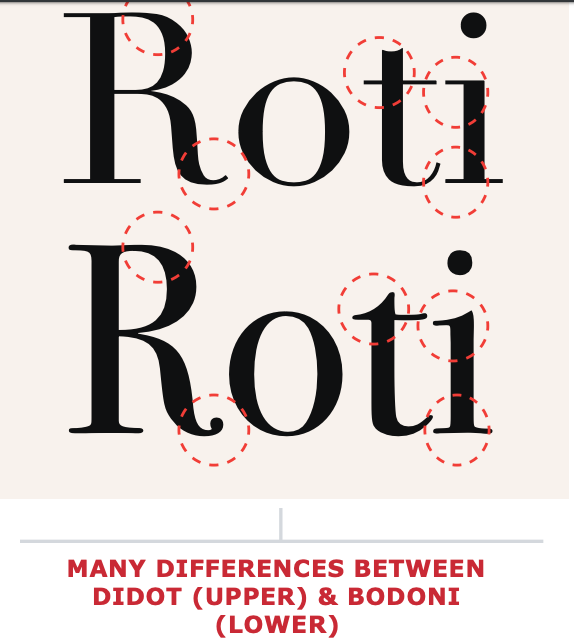 Roti
Roti
MANY DIFFERENCES BETWEEN
DIDOT (UPPER) & BODONI
(LOWER)